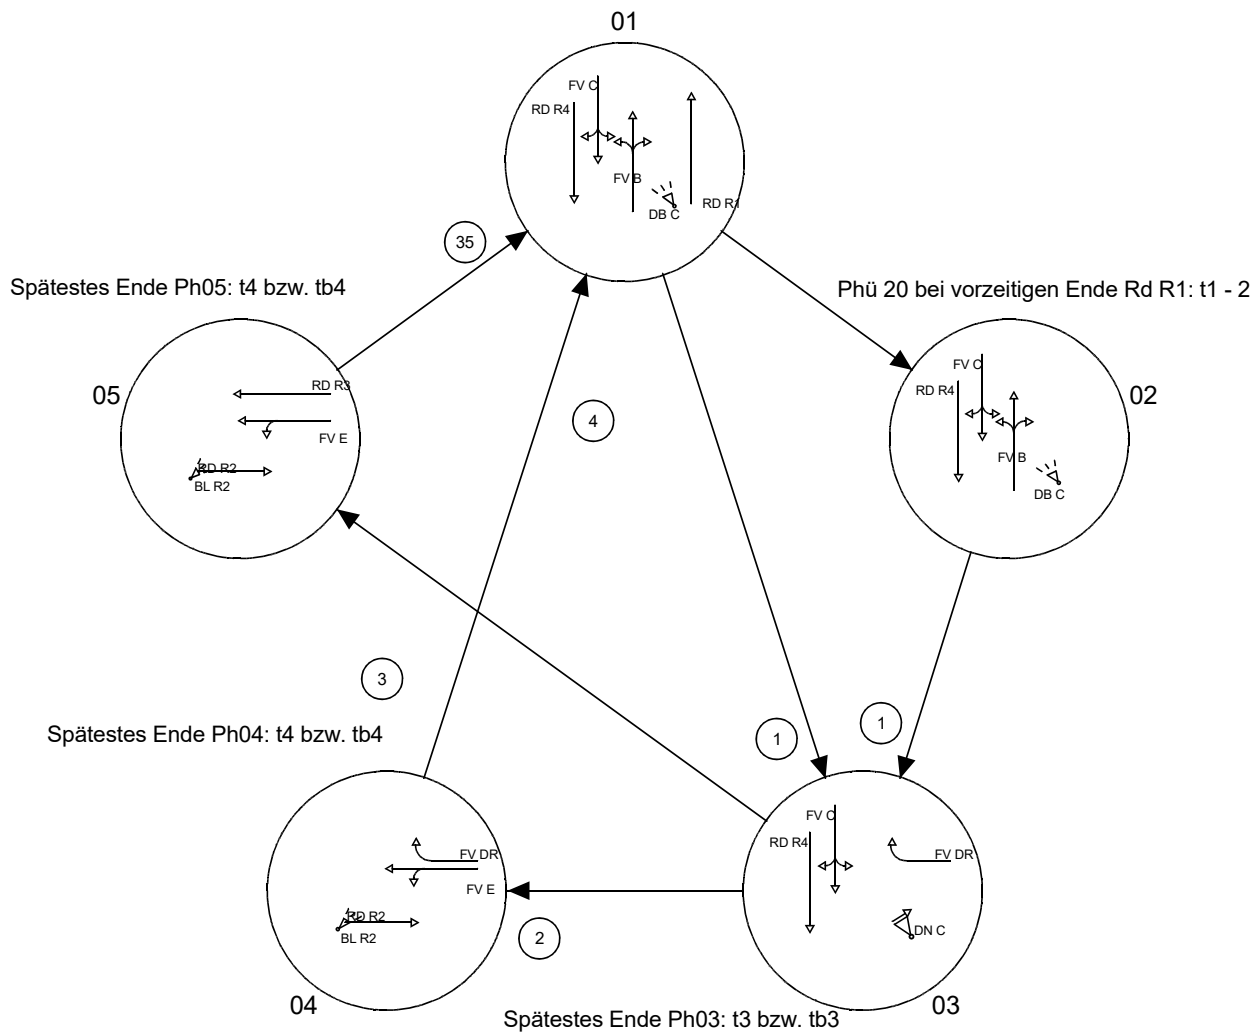 01
FV C
RD R4
FV B
DB C
RD R1
35
Spätestes Ende Ph05: t4 bzw. tb4
Phü 20 bei vorzeitigen Ende Rd R1: t1 - 2
05
RD R3
FV E
RD R2
BL R2
4
02
FV C
RD R4
FV B
DB C
3
1
1
Spätestes Ende Ph04: t4 bzw. tb4
FV DR
FV E
RD R2
BL R2
2
04
FV C
RD R4
FV DR
DN C
03
Spätestes Ende Ph03: t3 bzw. tb3